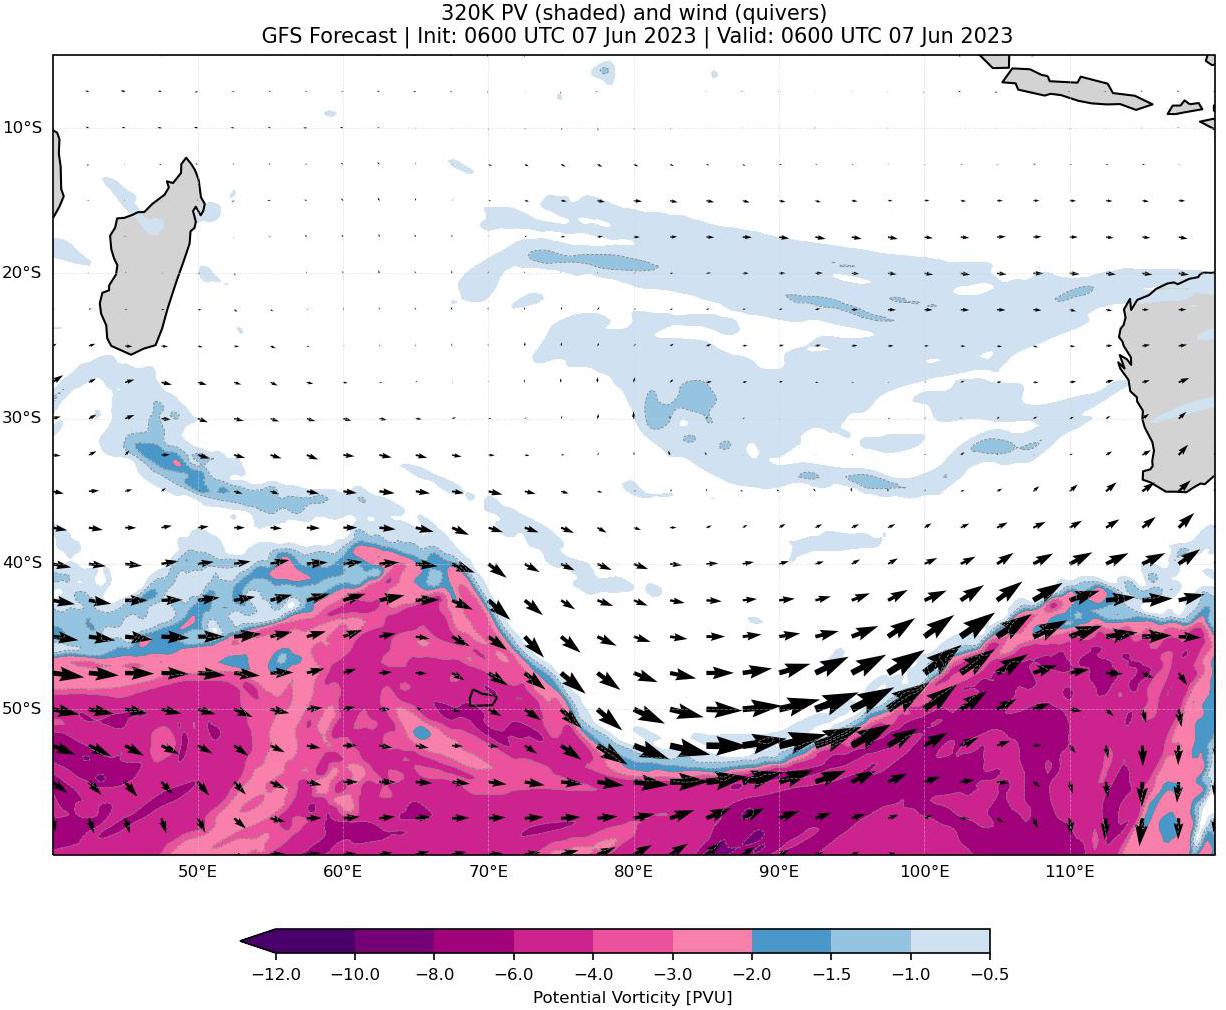 320K PV (shaded) and wind (quivers)
GFS Forecast | Init: 0600 UTC 07 Jun 2023 | Valid: 0600 UTC 07 Jun 2023
10°S
20°S
30°S
40°S
50°S
50°E 60°E 70°E 80°E 90°E 100°E 110°E
−12.0 −10.0 −8.0 −6.0 −4.0 −3.0 −2.0 −1.5 −1.0 −0.5
Potential Vorticity [PVU]